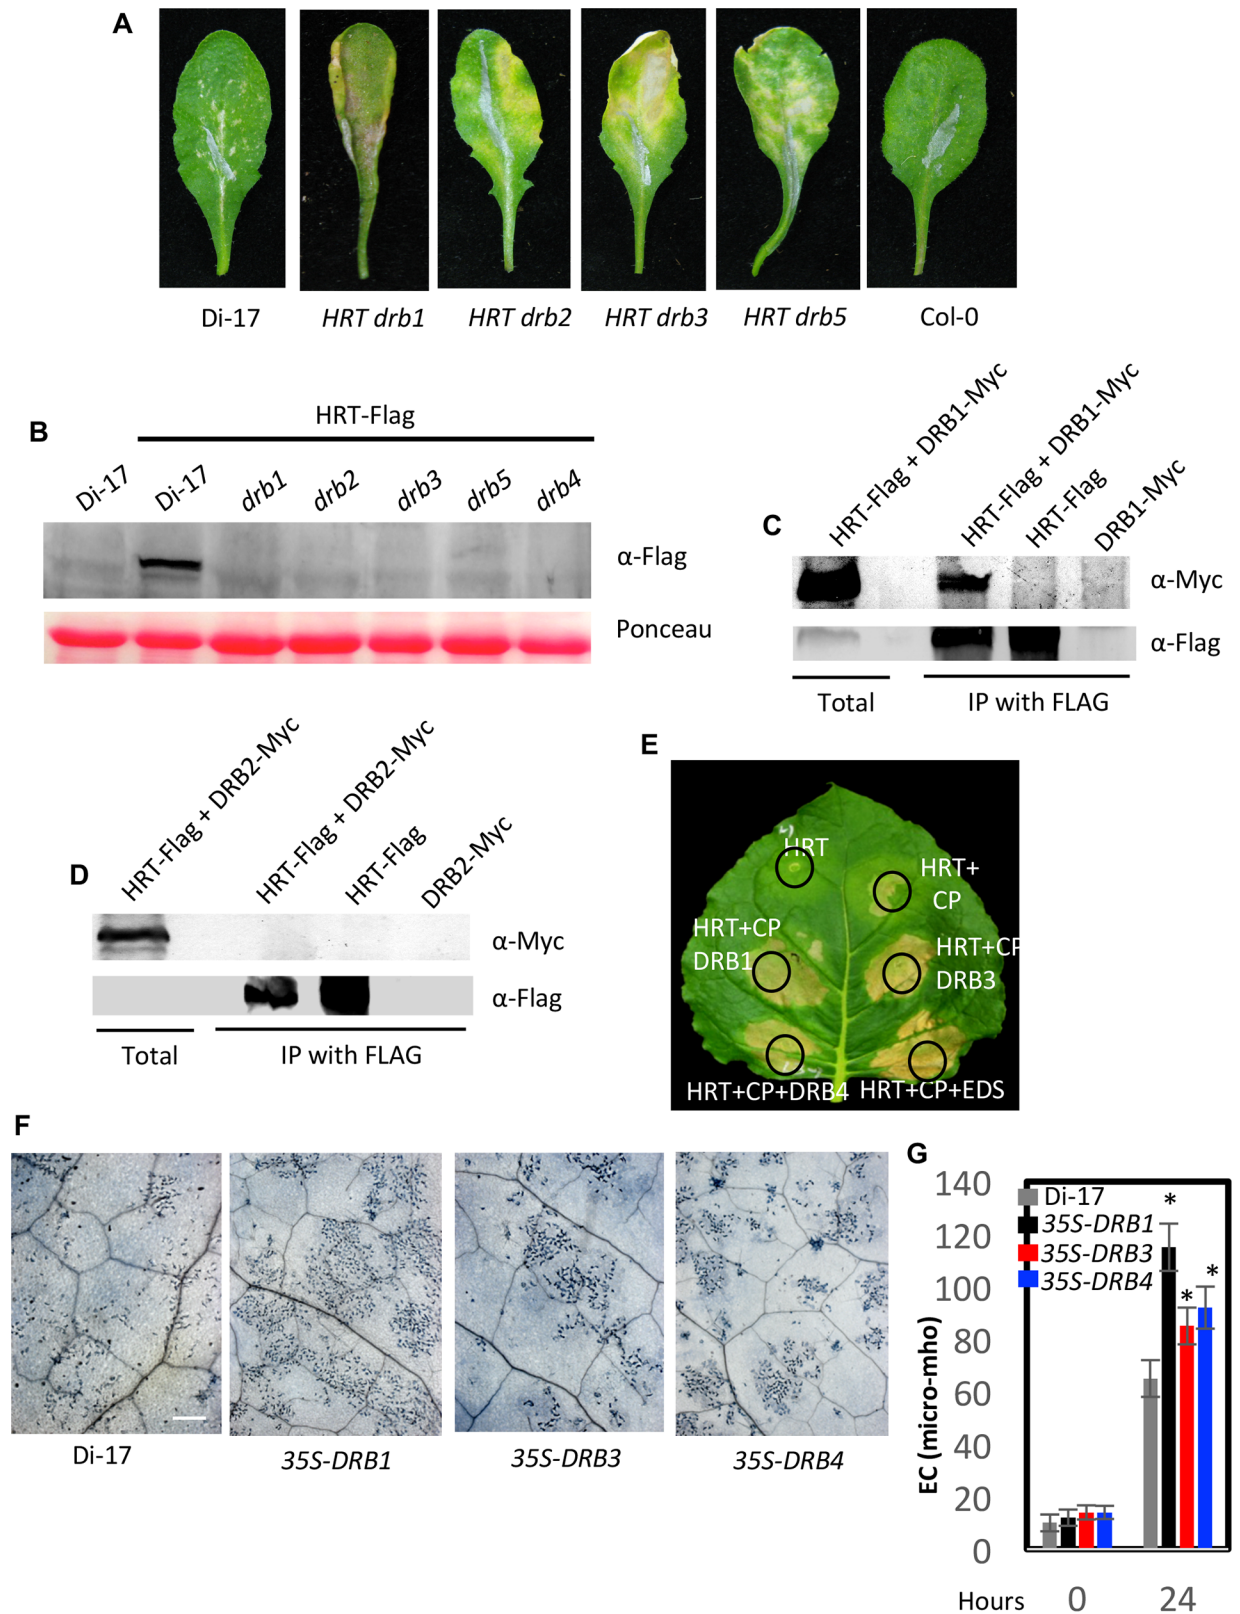 A
Di-17
HRT drb1
HRT drb2
HRT drb3
HRT drb5
Col-0
B
HRT-Flag
Di-17
Di-17
drb1
drb2
drb3
drb5
drb4
α-Flag
Ponceau
C
HRT-Flag + DRB1-Myc
HRT-Flag + DRB1-Myc
HRT-Flag
DRB1-Myc
α-Myc
α-Flag
Total
IP with FLAG
D
HRT-Flag + DRB2-Myc
HRT-Flag + DRB2-Myc
HRT-Flag
DRB2-Myc
α-Myc
α-Flag
Total
IP with FLAG
E
HRT
HRT+
CP
HRT+CP
DRB1
HRT+CP
DRB3
HRT+CP+DRB4
HRT+CP+EDS
F
Di-17
35S-DRB1
35S-DRB3
35S-DRB4
G
Di-17
35S-DRB1
35S-DRB3
35S-DRB4
*
*
*
EC (micro-mho)
140
120
100
80
60
40
20
0
Hours
0
24